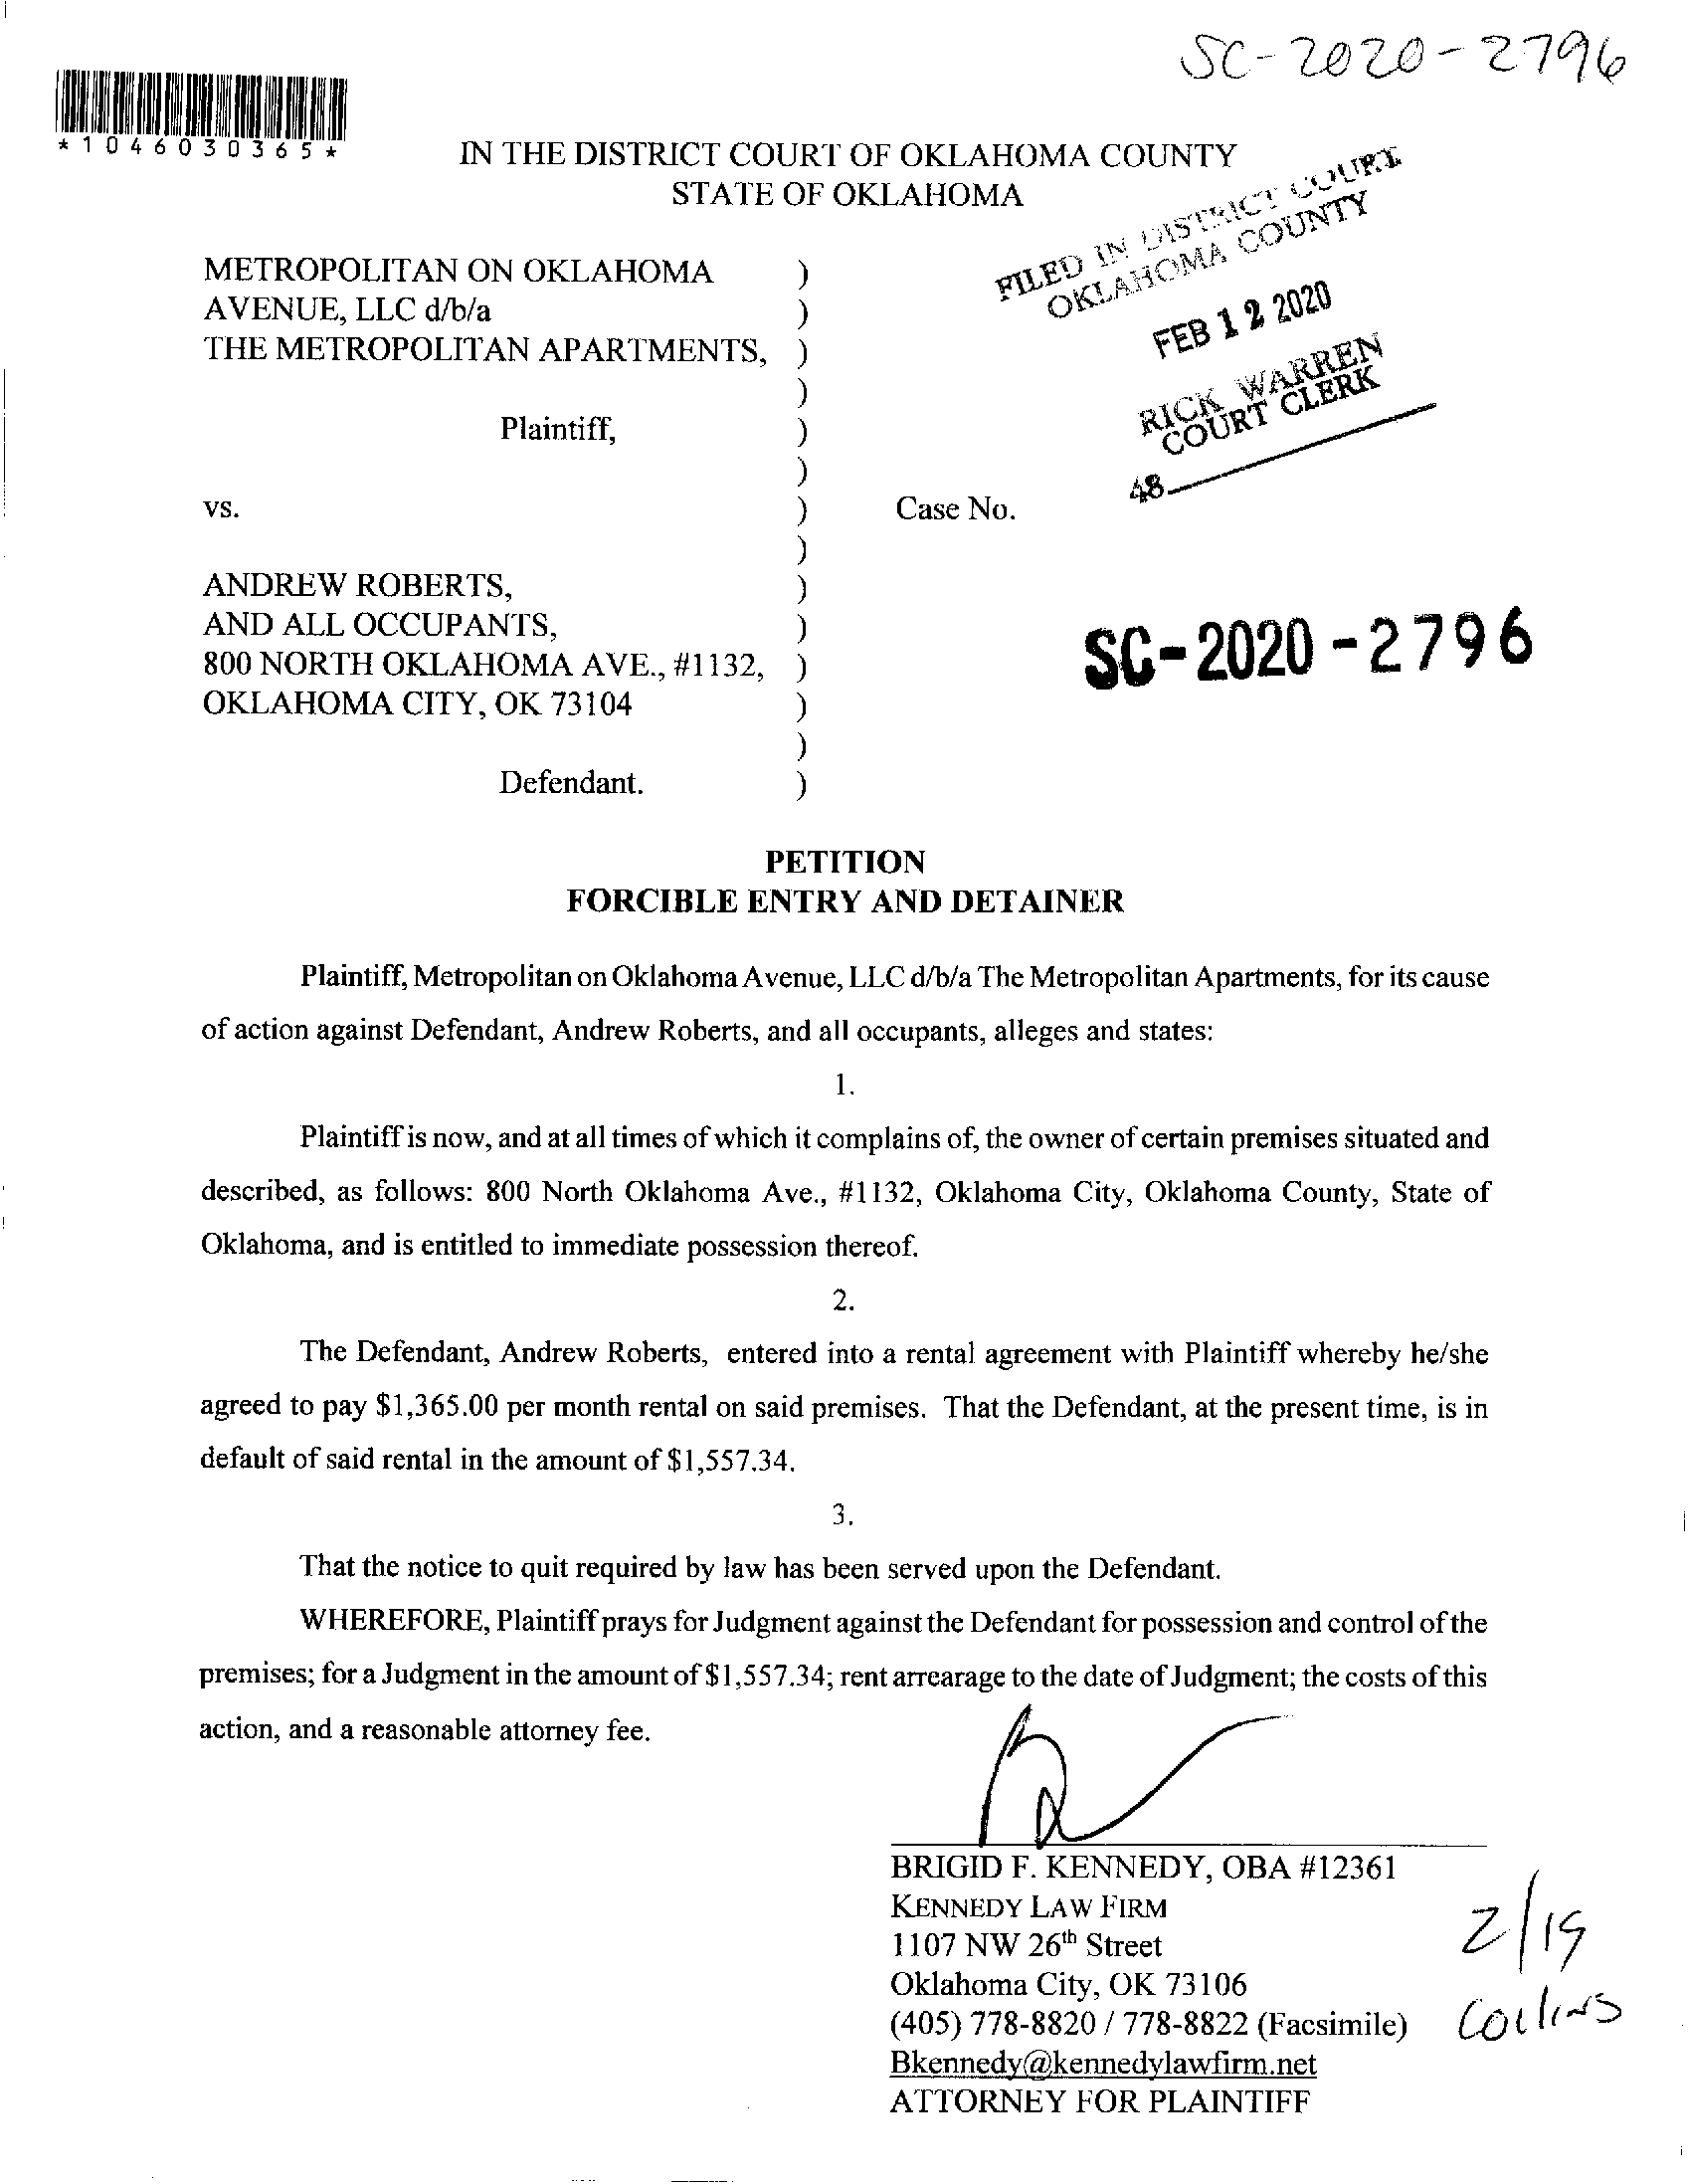 SC-2020-2796
*1046030365*
IN THE DISTRICT COURT OF OKLAHOMA COUNTY
STATE OF OKLAHOMA
FILED IN DISTRICT COURT
OKLAHOMA COUNTY
FEB 12 2020
RICK WARREN
COURT CLERK
48
METROPOLITAN ON OKLAHOMA )
AVENUE, LLC d/b/a )
THE METROPOLITAN APARTMENTS, )
)
Plaintiff, )
)
vs. ) Case No.
)
ANDREW ROBERTS, )
AND ALL OCCUPANTS, )
800 NORTH OKLAHOMA AVE., #1132, )
OKLAHOMA CITY, OK 73104 )
)
Defendant. )
SC-2020-2796
PETITION
FORCIBLE ENTRY AND DETAINER
Plaintiff, Metropolitan on Oklahoma Avenue, LLC d/b/a The Metropolitan Apartments, for its cause
of action against Defendant, Andrew Roberts, and all occupants, alleges and states:
1.
Plaintiff is now, and at all times of which it complains of, the owner of certain premises situated and
described, as follows: 800 North Oklahoma Ave., #1132, Oklahoma City, Oklahoma County, State of
Oklahoma, and is entitled to immediate possession thereof.
2.
The Defendant, Andrew Roberts, entered into a rental agreement with Plaintiff whereby he/she
agreed to pay $1,365.00 per month rental on said premises. That the Defendant, at the present time, is in
default of said rental in the amount of $1,557.34.
3.
That the notice to quit required by law has been served upon the Defendant.
WHEREFORE, Plaintiff prays for Judgment against the Defendant for possession and control of the
premises; for a Judgment in the amount of $1,557.34; rent arrearage to the date of Judgment; the costs of this
action, and a reasonable attorney fee.
BRIGID F. KENNEDY, OBA #12361
KENNEDY LAW FIRM
1107 NW 26th Street
Oklahoma City, OK 73106
(405) 778-8820 / 778-8822 (Facsimile)
Bkennedy@kennedylawfirm.net
ATTORNEY FOR PLAINTIFF
2/19
Collins